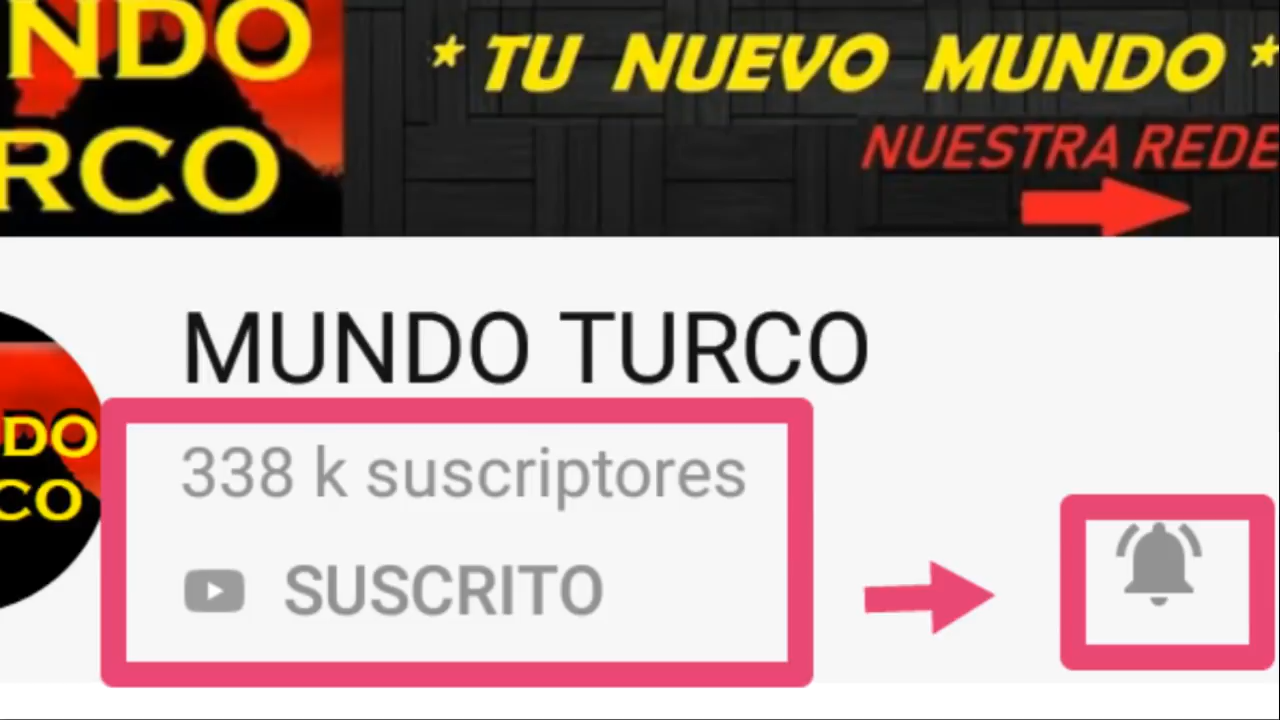 NDO
RCO
* TU NUEVO MUNDO *
NUESTRA REDE
MUNDO TURCO
DO
CO
338 k suscriptores
SUSCRITO